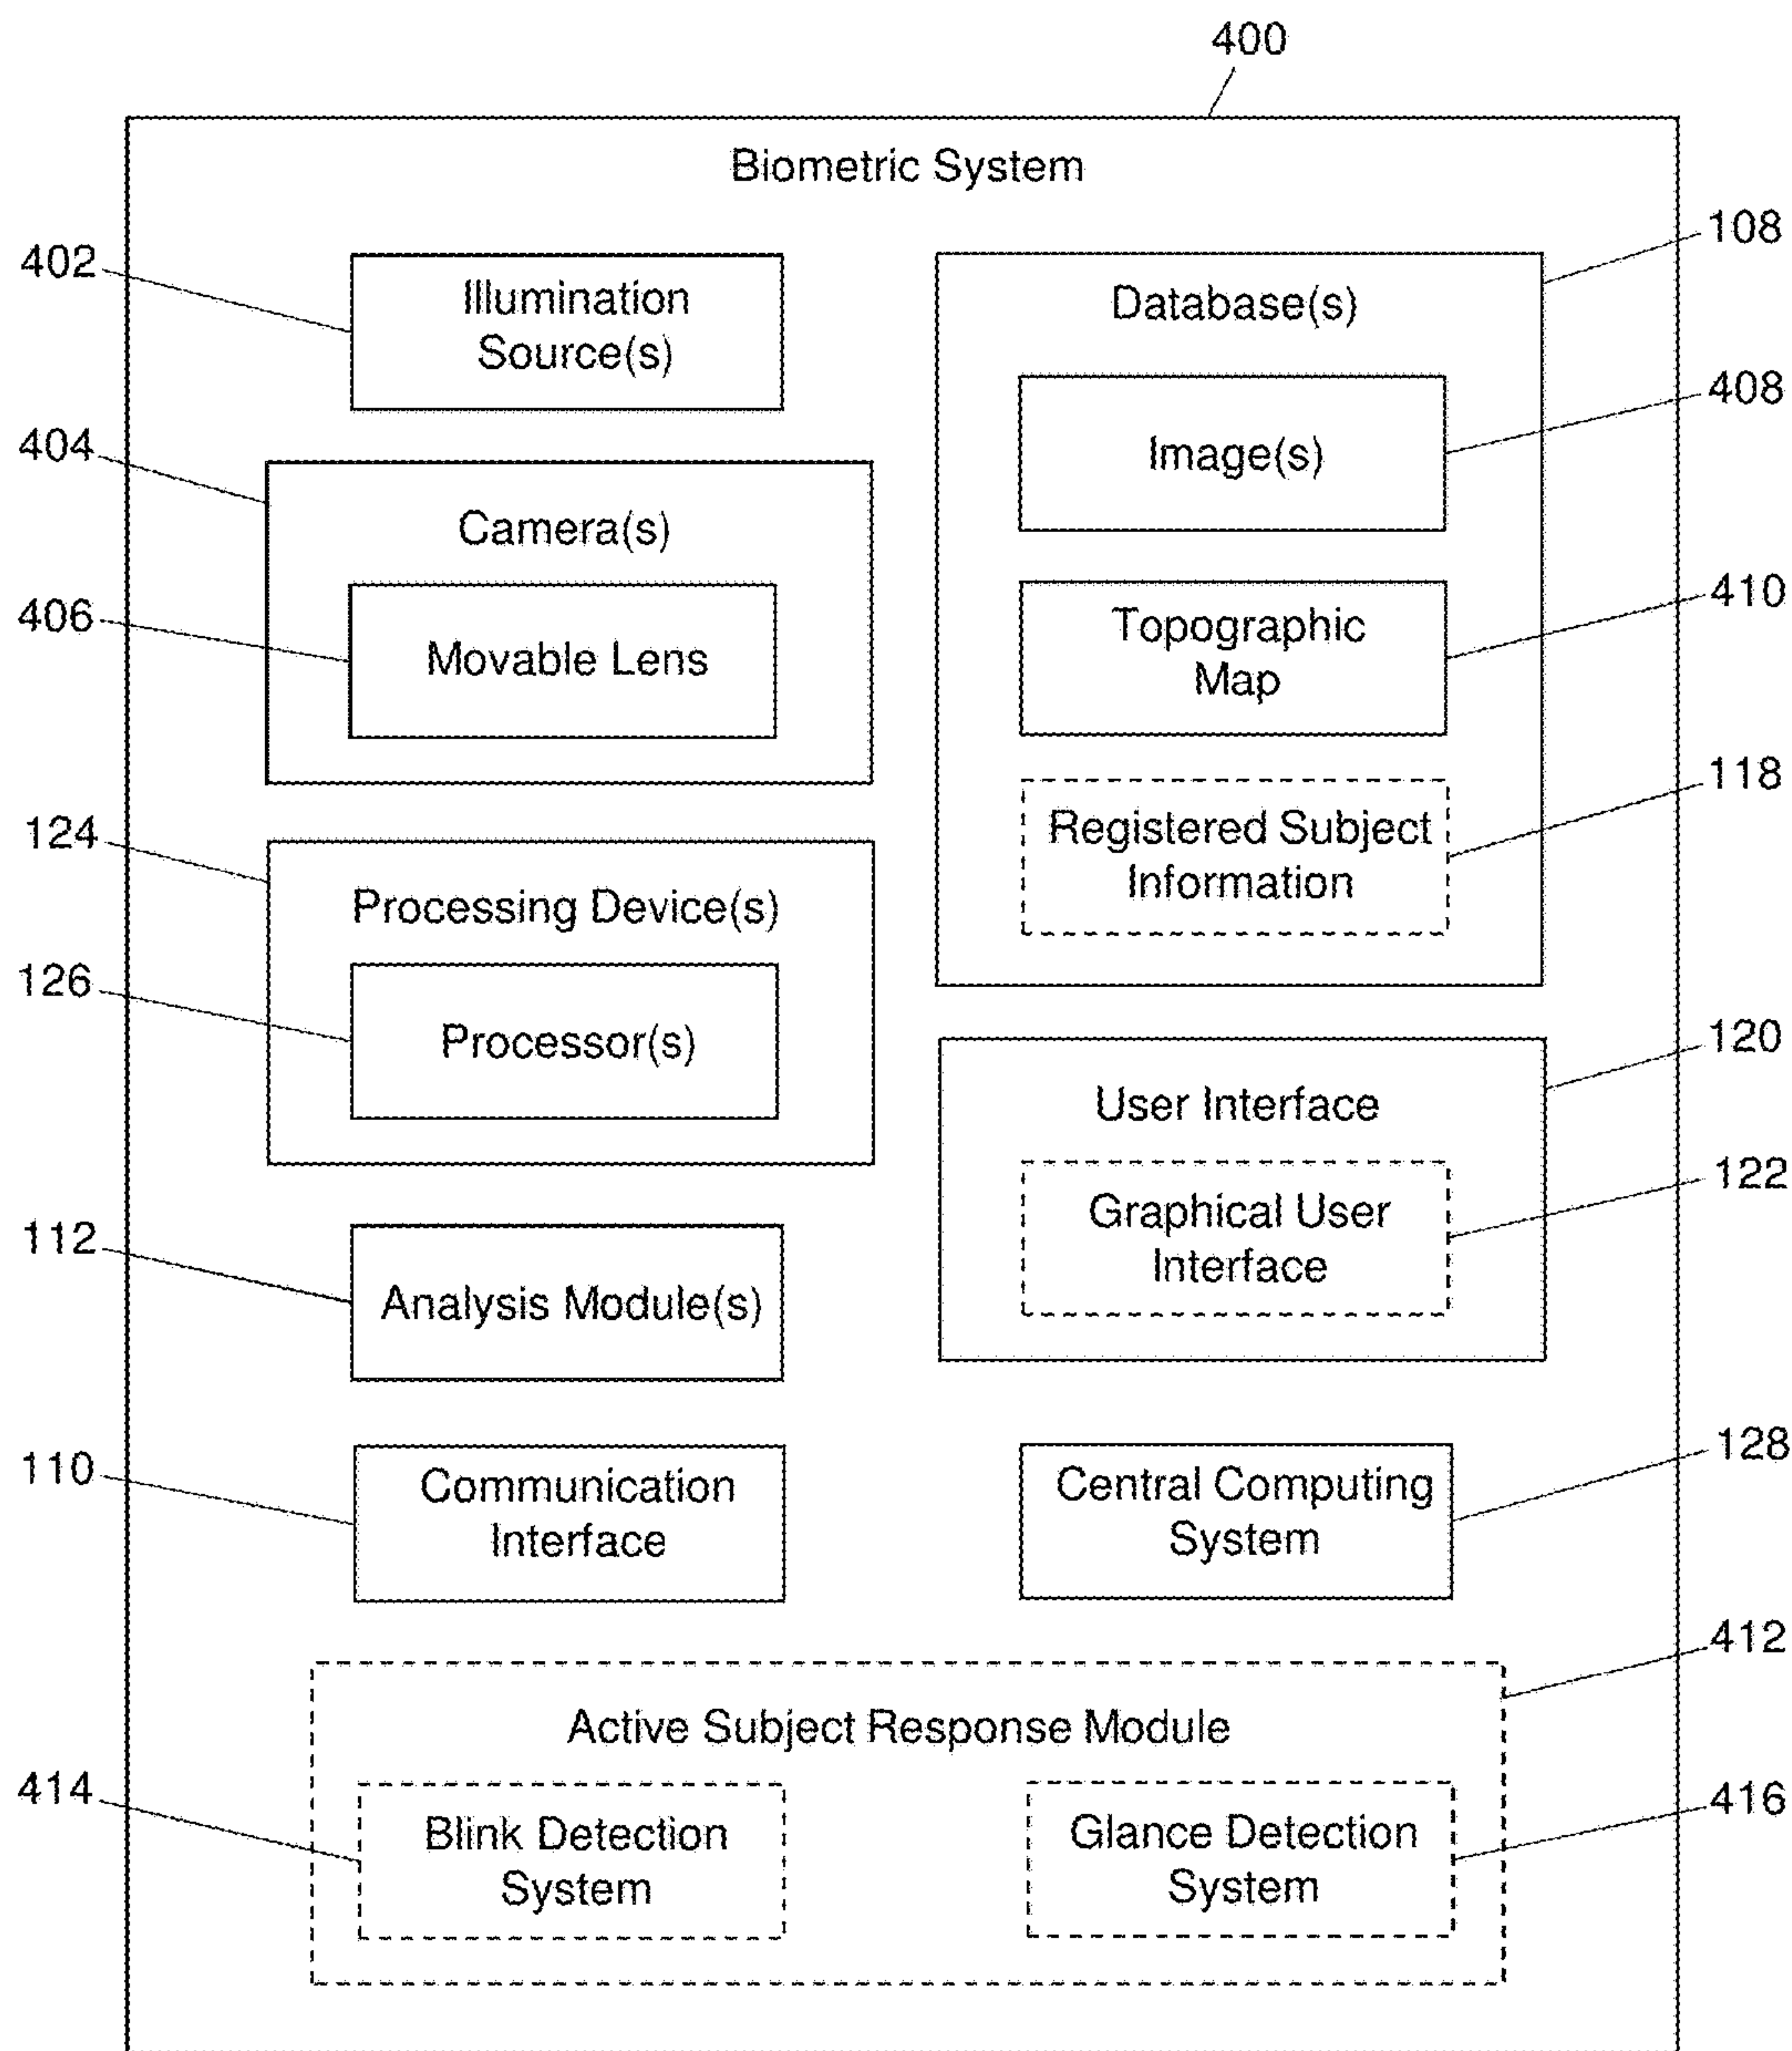 400
Biometric System
402
Illumination
Source(s)
404
Camera(s)
406
Movable Lens
124
Processing Device(s)
126
Processor(s)
112
Analysis Module(s)
110
Communication
Interface
108
Database(s)
408
Image(s)
410
Topographic
Map
118
Registered Subject
Information
120
User Interface
122
Graphical User
Interface
128
Central Computing
System
412
Active Subject Response Module
414
Blink Detection
System
416
Glance Detection
System